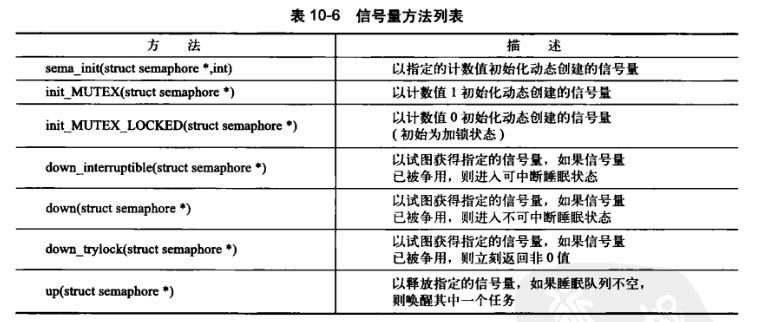 表 10-6 信号量方法列表
方 法 描 述
sema_init(struct semaphore *,int) 以指定的计数值初始化动态创建的信号量
init_MUTEX(struct semaphore *) 以计数值 1 初始化动态创建的信号量
init_MUTEX_LOCKED(struct semaphore *) 以计数值 0 初始化动态创建的信号量
( 初始为加锁状态 )
down_interruptible(struct semaphore *) 以试图获得指定的信号量，如果信号量
已被争用，则进入可中断睡眠状态
down(struct semaphore *) 以试图获得指定的信号量，如果信号量
已被争用，则进入不可中断睡眠状态
down_trylock(struct semaphore *) 以试图获得指定的信号量，如果信号量
已被争用，则立刻返回非 0 值
up(struct semaphore *) 以释放指定的信号量，如果睡眠队列不空，
则唤醒其中一个任务